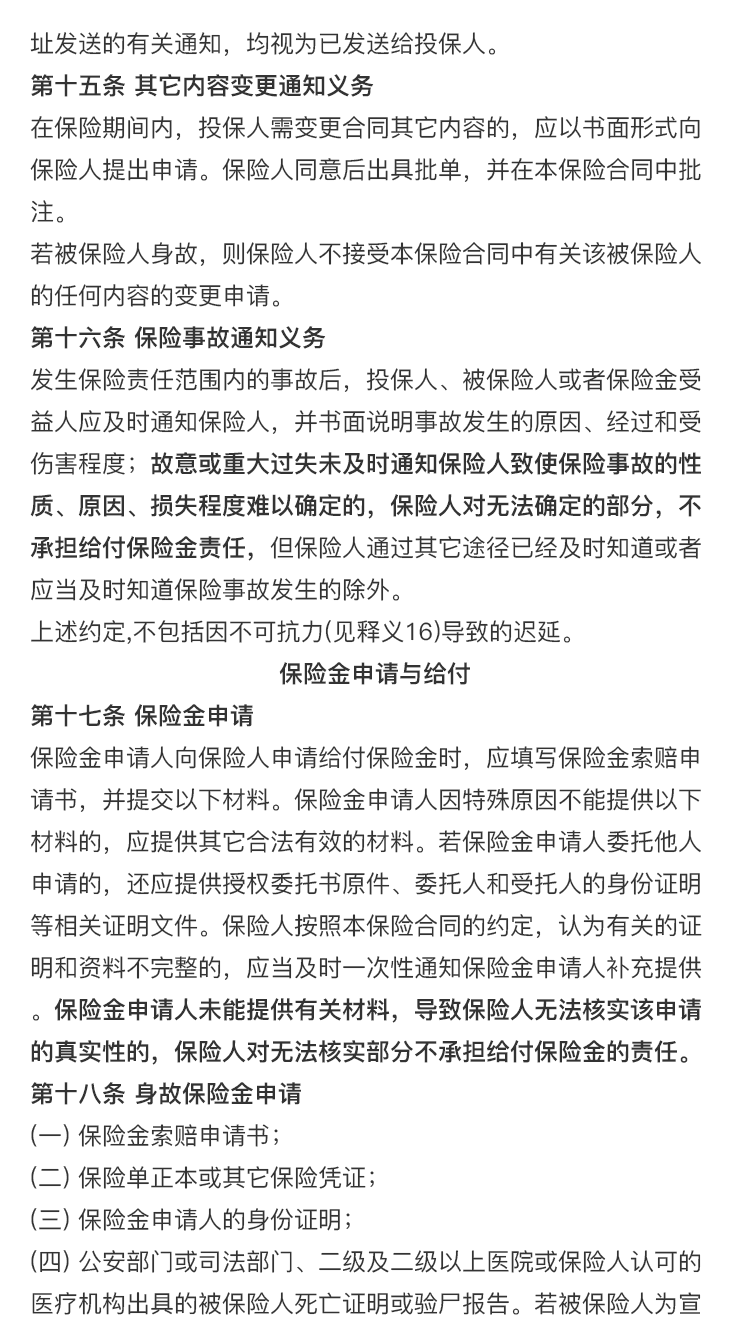 址发送的有关通知，均视为已发送给投保人。
第十五条 其它内容变更通知义务
在保险期间内，投保人需变更合同其它内容的，应以书面形式向
保险人提出申请。保险人同意后出具批单，并在本保险合同中批
注。
若被保险人身故，则保险人不接受本保险合同中有关该被保险人
的任何内容的变更申请。
第十六条 保险事故通知义务
发生保险责任范围内的事故后，投保人、被保险人或者保险金受
益人应及时通知保险人，并书面说明事故发生的原因、经过和受
伤害程度；故意或重大过失未及时通知保险人致使保险事故的性
质、原因、损失程度难以确定的，保险人对无法确定的部分，不
承担给付保险金责任，但保险人通过其它途径已经及时知道或者
应当及时知道保险事故发生的除外。
上述约定,不包括因不可抗力(见释义16)导致的迟延。
保险金申请与给付
第十七条 保险金申请
保险金申请人向保险人申请给付保险金时，应填写保险金索赔申
请书，并提交以下材料。保险金申请人因特殊原因不能提供以下
材料的，应提供其它合法有效的材料。若保险金申请人委托他人
申请的，还应提供授权委托书原件、委托人和受托人的身份证明
等相关证明文件。保险人按照本保险合同的约定，认为有关的证
明和资料不完整的，应当及时一次性通知保险金申请人补充提供
。保险金申请人未能提供有关材料，导致保险人无法核实该申请
的真实性的，保险人对无法核实部分不承担给付保险金的责任。
第十八条 身故保险金申请
(一) 保险金索赔申请书；
(二) 保险单正本或其它保险凭证；
(三) 保险金申请人的身份证明；
(四) 公安部门或司法部门、二级及二级以上医院或保险人认可的
医疗机构出具的被保险人死亡证明或验尸报告。若被保险人为宣